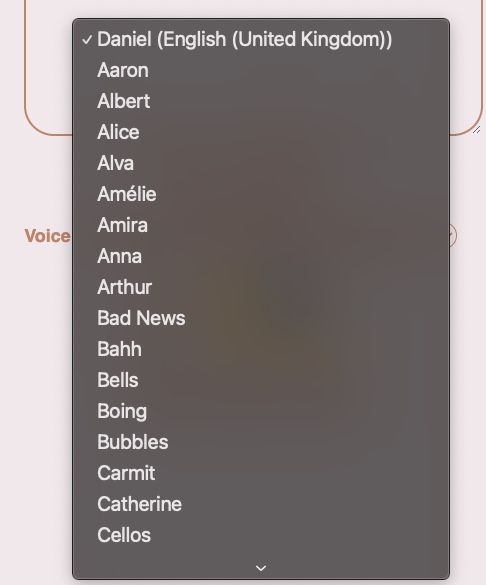 ✓ Daniel (English (United Kingdom))
Aaron
Albert
Alice
Alva
Amélie
Amira
Anna
Voice
Arthur
Bad News
Bahh
Bells
Boing
Bubbles
Carmit
Catherine
Cellos